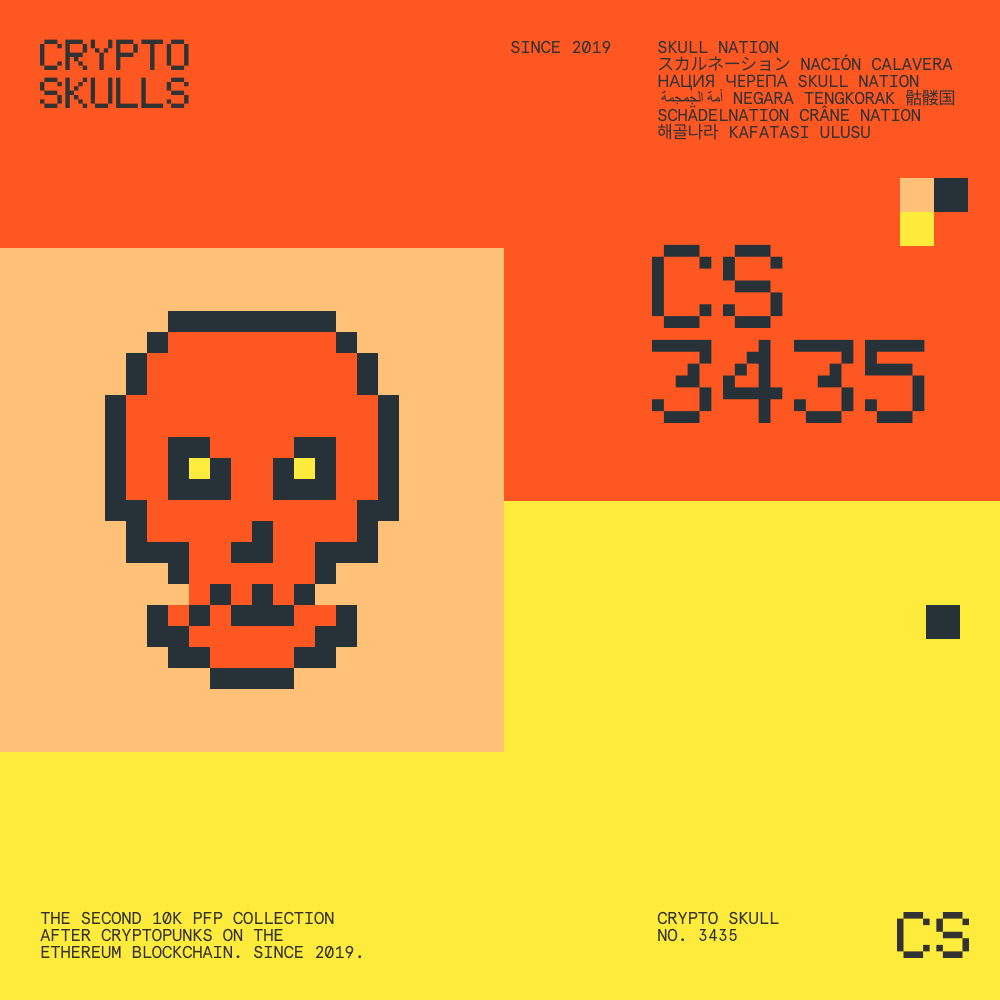 CRYPTO
SKULLS
SINCE 2019
SKULL NATION
スカルネーション NACIÓN CALAVERA
НАЦИЯ ЧЕРЕПА SKULL NATION
أمة الجمجمة NEGARA TENGKORAK 骷髅国
SCHÄDELNATION CRÂNE NATION
해골나라 KAFATASI ULUSU
CS
3435
THE SECOND 10K PFP COLLECTION
AFTER CRYPTOPUNKS ON THE
ETHEREUM BLOCKCHAIN. SINCE 2019.
CRYPTO SKULL
NO. 3435
CS